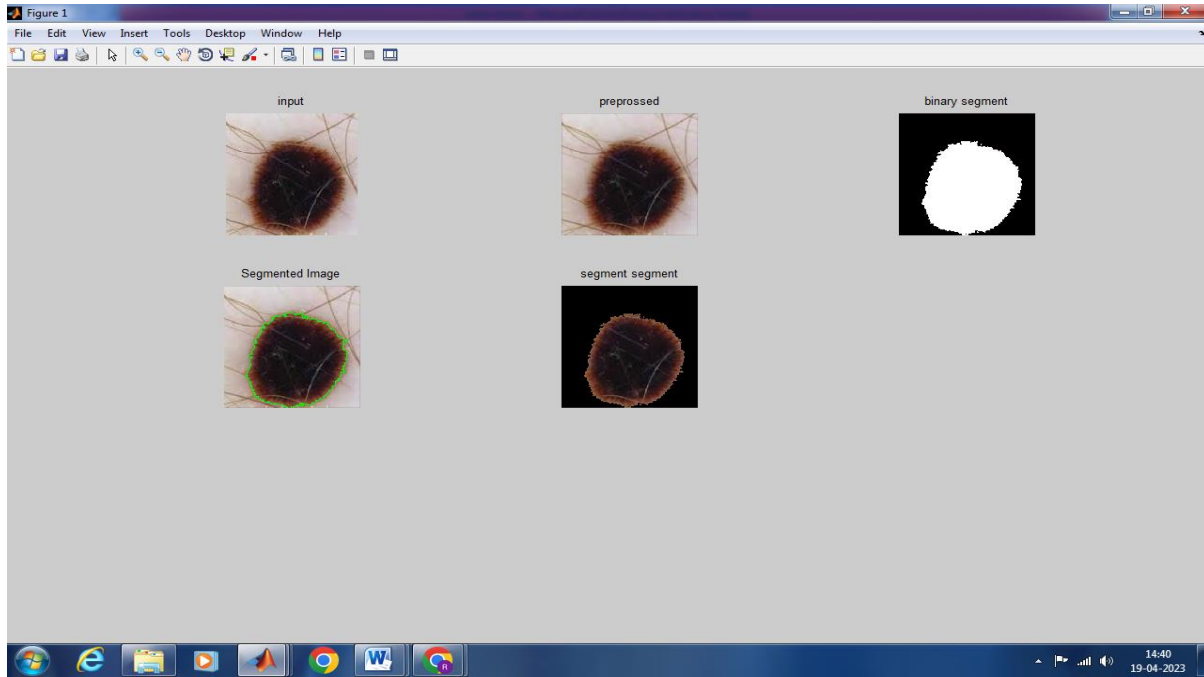 Figure 1
File Edit View Insert Tools Desktop Window Help
input
preprossed
binary segment
Segmented Image
segment segment
14:40
19-04-2023